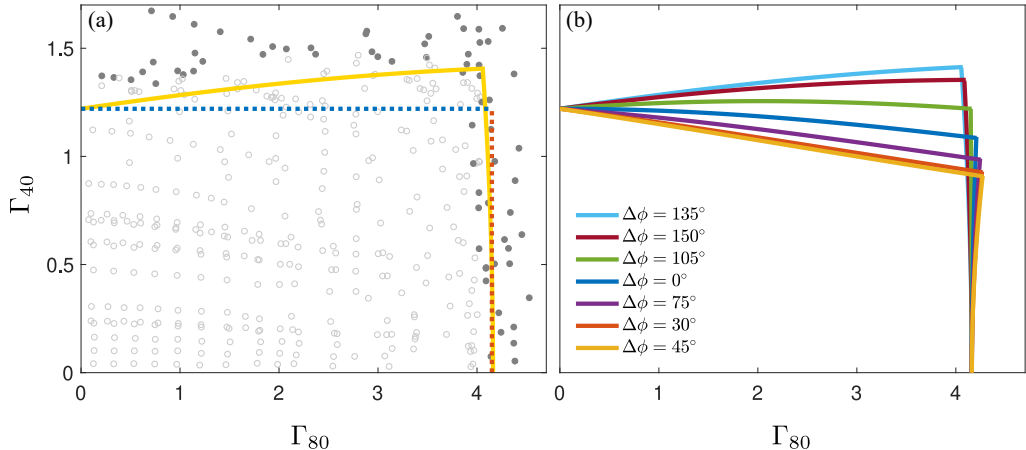 (a)
Γ40
1.5
1
0.5
0
0
1
2
3
4
Γ80
(b)
Δϕ = 135°
Δϕ = 150°
Δϕ = 105°
Δϕ = 0°
Δϕ = 75°
Δϕ = 30°
Δϕ = 45°
0
1
2
3
4
Γ80